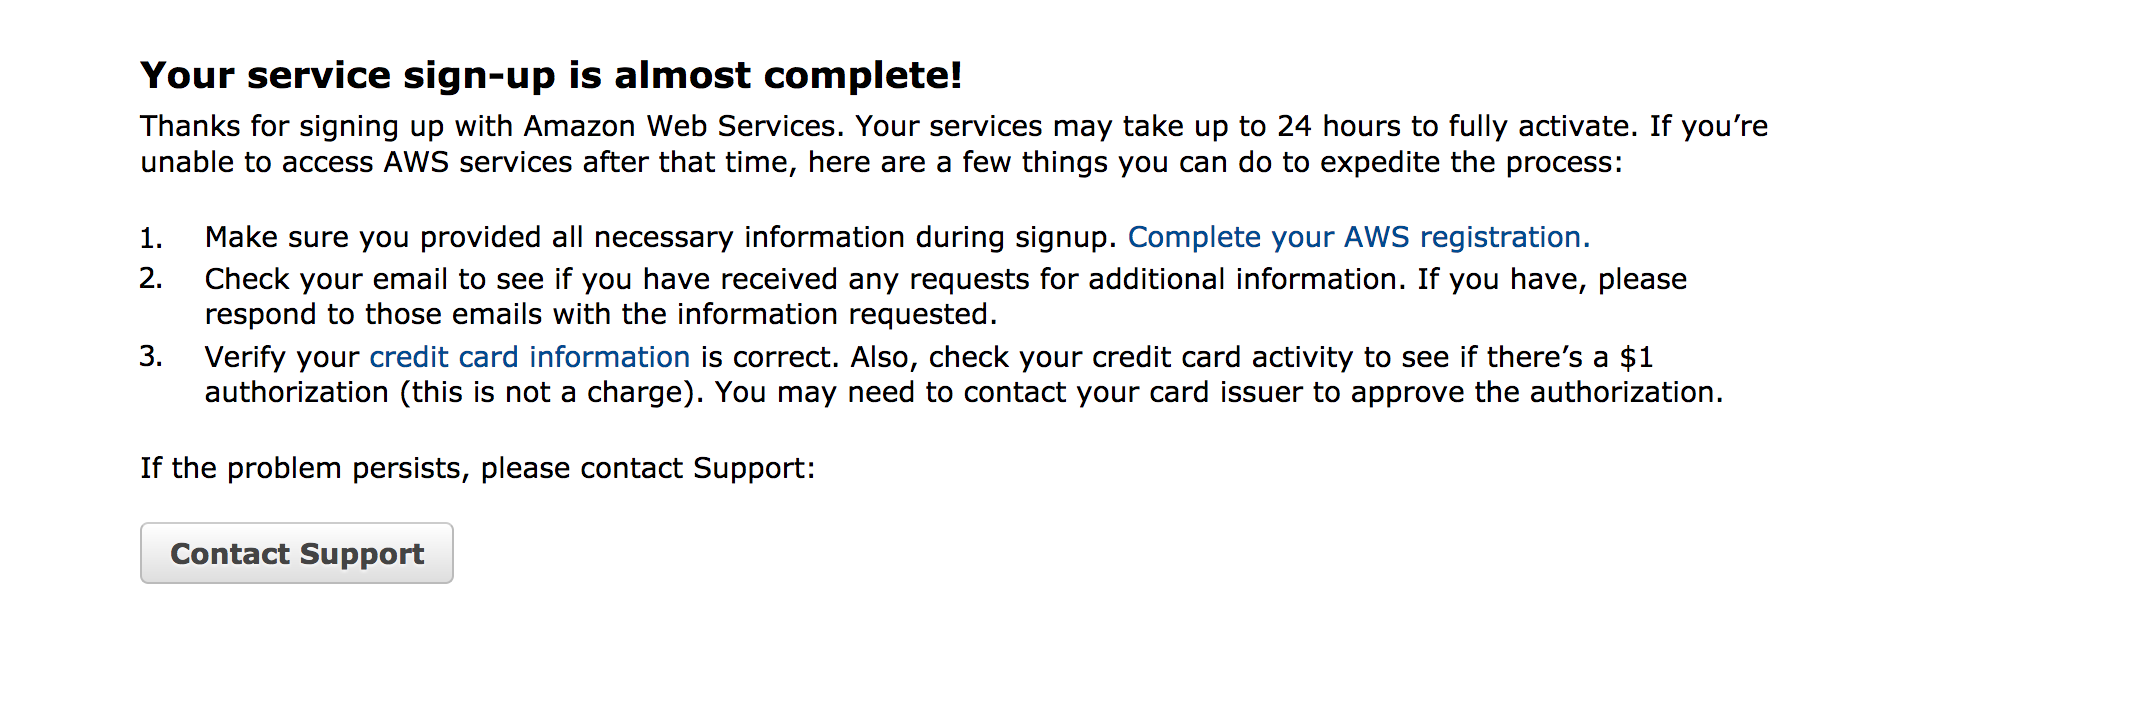 Your service sign-up is almost complete!
Thanks for signing up with Amazon Web Services. Your services may take up to 24 hours to fully activate. If you’re
unable to access AWS services after that time, here are a few things you can do to expedite the process:
1. Make sure you provided all necessary information during signup. Complete your AWS registration.
2. Check your email to see if you have received any requests for additional information. If you have, please
respond to those emails with the information requested.
3. Verify your credit card information is correct. Also, check your credit card activity to see if there’s a $1
authorization (this is not a charge). You may need to contact your card issuer to approve the authorization.
If the problem persists, please contact Support:
Contact Support